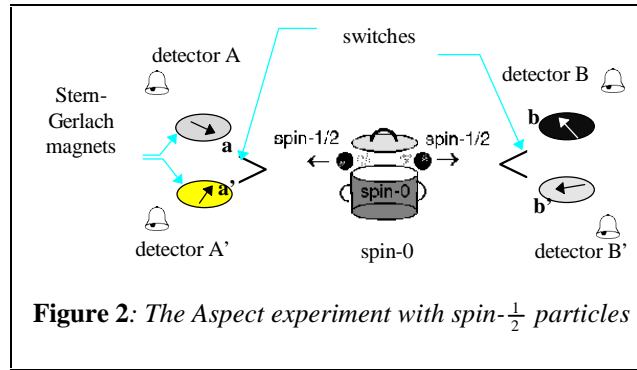 switches
detector A
detector B
Stern-
Gerlach
magnets
a
b
spin-1/2
spin-1/2
a'
spin-0
b'
detector A’
spin-0
detector B’
Figure 2: The Aspect experiment with spin-½ particles